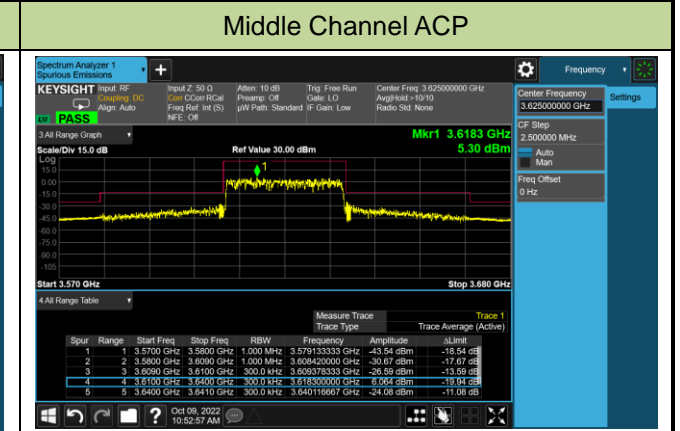 Middle Channel ACP
Spectrum Analyzer 1
Spurious Emissions
Frequency
KEYSIGHT
Input: RF
Coupling: DC
Align: Auto
Input Z: 50 Ω
Corr CCorr RCal
Freq Ref: Int (S)
NFE: Off
Atten: 10 dB
Preamp: Off
µW Path: Standard
Trig: Free Run
Gate: LO
IF Gain: Low
Center Freq: 3.625000000 GHz
Avg|Hold:>10/10
Radio Std: None
PASS
Center Frequency
3.625000000 GHz
Settings
CF Step
2.500000 MHz
Auto
Man
Freq Offset
0 Hz
3 All Range Graph
Mkr1 3.6183 GHz
Scale/Div 15.0 dB
Ref Value 30.00 dBm
5.30 dBm
Log
15.0
0.00
-15.0
-30.0
-45.0
-60.0
-75.0
-90.0
-105
1
Start 3.570 GHz
Stop 3.680 GHz
4 All Range Table
Measure Trace Trace 1
Trace Type Trace Average (Active)
Spur Range Start Freq Stop Freq RBW Frequency Amplitude ΔLimit
1 1 3.5700 GHz 3.5800 GHz 1.000 MHz 3.579133333 GHz -43.54 dBm -18.54 dB
2 2 3.5800 GHz 3.6090 GHz 1.000 MHz 3.608420000 GHz -30.67 dBm -17.67 dB
3 3 3.6090 GHz 3.6100 GHz 300.0 kHz 3.609378333 GHz -26.59 dBm -13.59 dB
4 4 3.6100 GHz 3.6400 GHz 300.0 kHz 3.618300000 GHz 6.064 dBm -19.94 dB
5 5 3.6400 GHz 3.6410 GHz 300.0 kHz 3.640116667 GHz -24.08 dBm -11.08 dB
?
Oct 09, 2022
10:52:57 AM